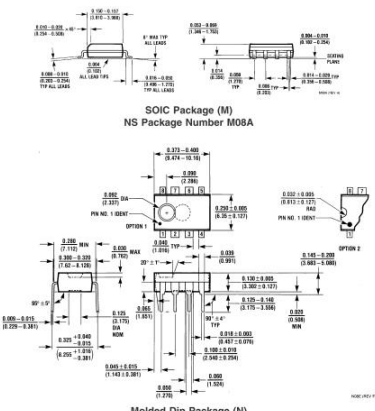 0.150−0.157
(3.810−3.988)
8° MAX TYP
ALL LEADS
0.004
(0.102)
ALL LEAD TIPS
0.008−0.010
(0.203−0.254)
TYP ALL LEADS
0.016−0.050
(0.406−1.270)
TYP ALL LEADS
0.053−0.069
(1.346−1.753)
0.004−0.010
(0.102−0.254)
SEATING
PLANE
0.014
(0.356)
0.050
(1.270)
TYP
0.014−0.020
(0.356−0.508)
TYP
0.008
(0.203)
TYP
SOIC Package (M)
NS Package Number M08A
0.373−0.400
(9.474−10.16)
0.090
(2.286)
8 7 6 5
0.092
(2.337)
DIA
PIN NO. 1 IDENT
OPTION 1
0.250 ± 0.005
(6.35 ± 0.127)
1 2 3 4
0.032 ± 0.005
(0.813 ± 0.127)
RAD
PIN NO. 1 IDENT
8 7
1
OPTION 2
0.280
(7.112)
MIN
0.300−0.320
(7.62−8.128)
0.030
(0.762)
MAX
0.040
(1.016)
TYP
0.039
(0.991)
20° ± 1°
0.145−0.200
(3.683−5.080)
0.130 ± 0.005
(3.302 ± 0.127)
0.125−0.140
(3.175−3.556)
0.020
(0.508)
MIN
0.065
(1.651)
0.125
(3.175)
DIA
NOM
0.009−0.015
(0.229−0.381)
90° ± 4°
TYP
0.018 ± 0.003
(0.457 ± 0.076)
0.325 +0.040 −0.015
(8.255 +1.016 −0.381)
0.100 ± 0.010
(2.540 ± 0.254)
0.045 ± 0.015
(1.143 ± 0.381)
0.060
(1.524)
0.050
(1.270)
Molded Dip Package (N)